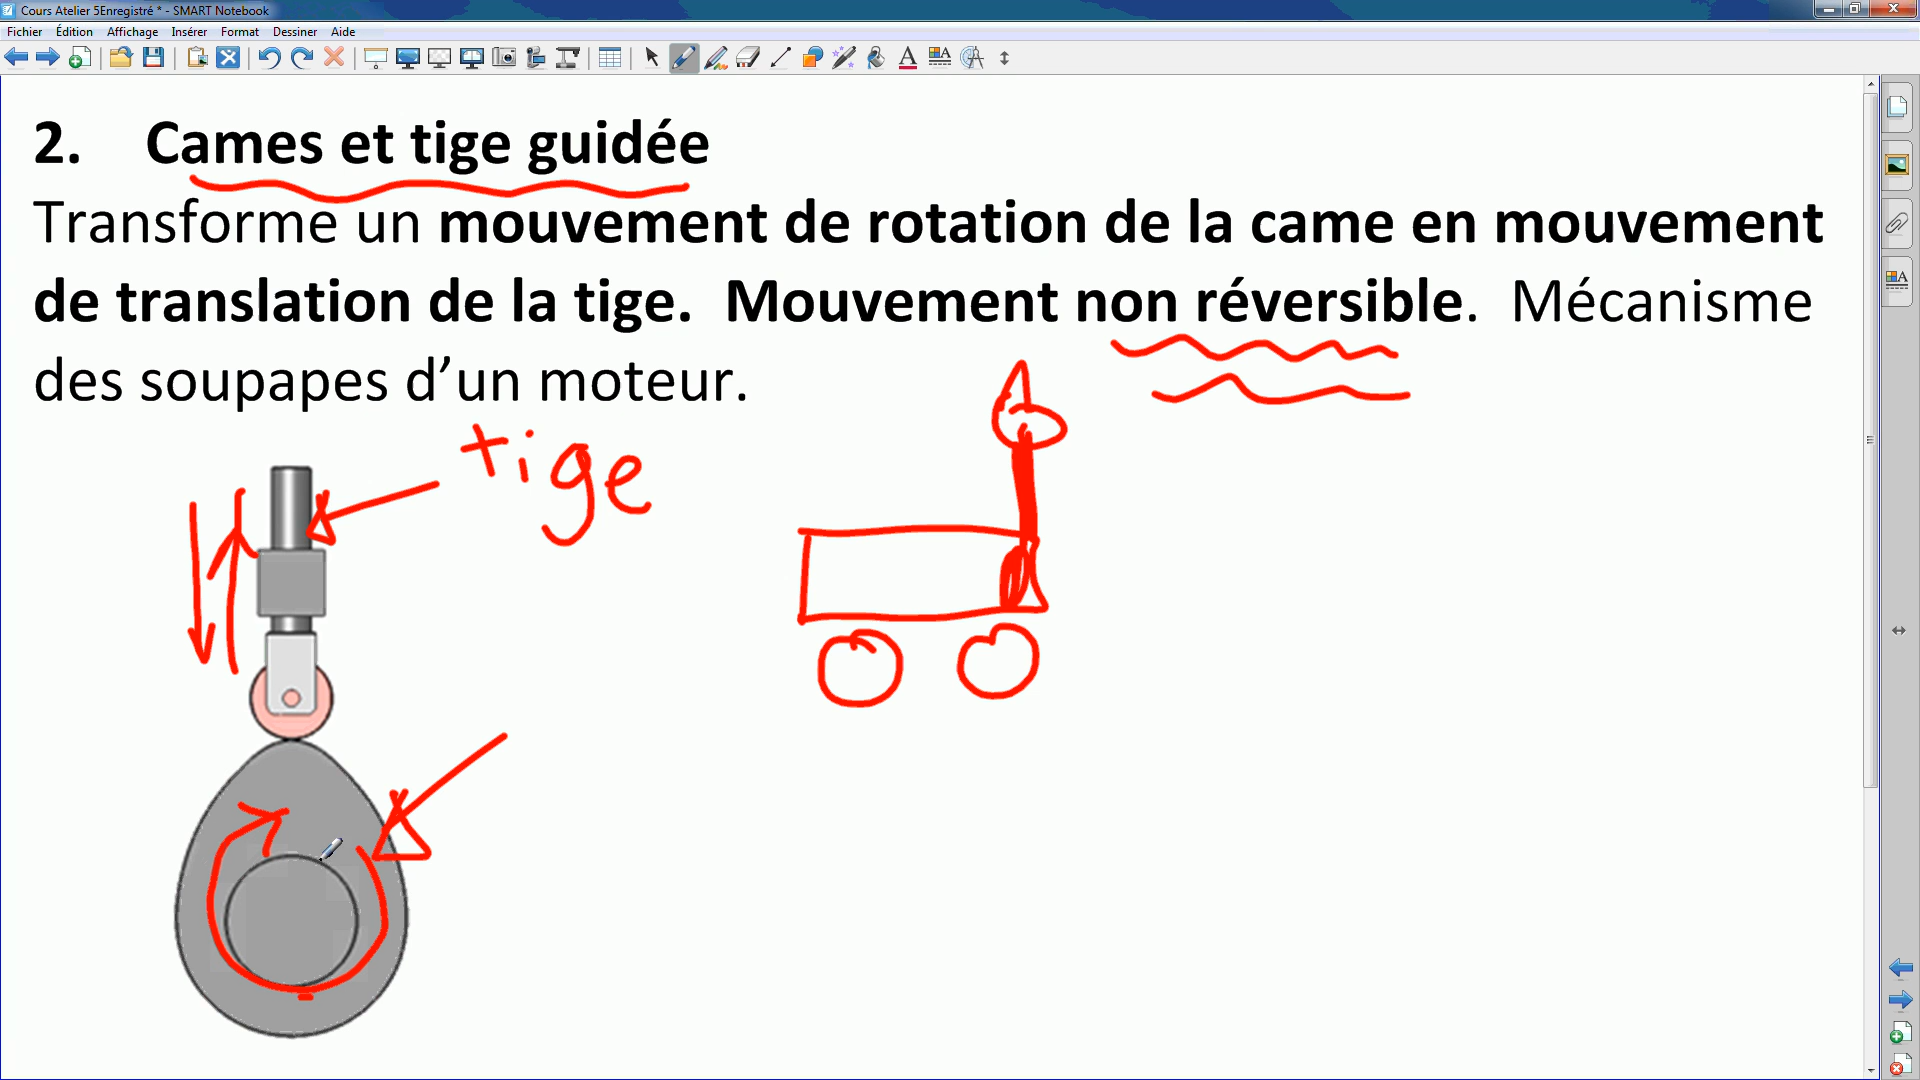 Cours Atelier 5Enregistré * - SMART Notebook
Fichier Édition Affichage Insérer Format Dessiner Aide
2. Cames et tige guidée
Transforme un mouvement de rotation de la came en mouvement
de translation de la tige. Mouvement non réversible. Mécanisme
des soupapes d’un moteur.
tige